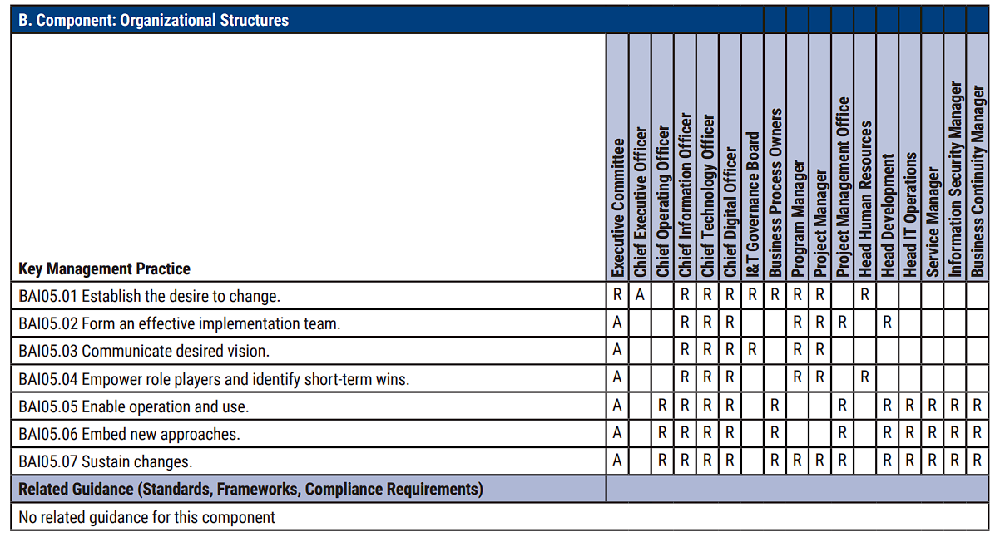 B. Component: Organizational Structures
Key Management Practice
Executive Committee
Chief Executive Officer
Chief Operating Officer
Chief Information Officer
Chief Technology Officer
Chief Digital Officer
I&T Governance Board
Business Process Owners
Program Manager
Project Manager
Project Management Office
Head Human Resources
Head Development
Head IT Operations
Service Manager
Information Security Manager
Business Continuity Manager
BAI05.01 Establish the desire to change. R A R R R R R R R R
BAI05.02 Form an effective implementation team. A R R R R R R R
BAI05.03 Communicate desired vision. A R R R R R R
BAI05.04 Empower role players and identify short-term wins. A R R R R R R
BAI05.05 Enable operation and use. A R R R R R R R R R R R
BAI05.06 Embed new approaches. A R R R R R R R R R R R
BAI05.07 Sustain changes. A R R R R R R R R R R R R R
Related Guidance (Standards, Frameworks, Compliance Requirements)
No related guidance for this component